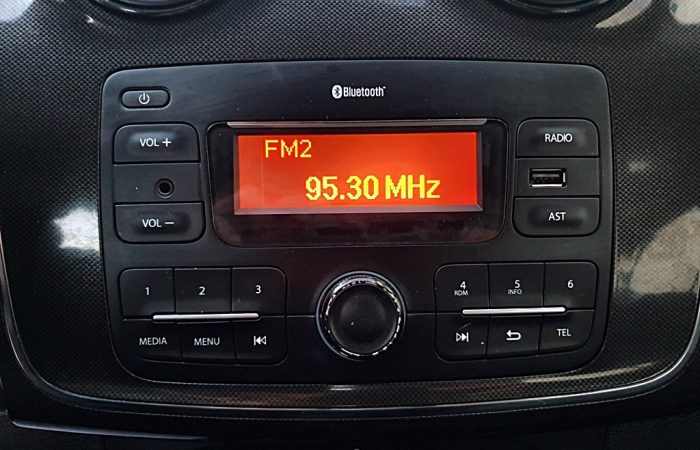 Bluetooth
VOL +
FM2
RADIO
95.30 MHz
VOL –
AST
1 2 3
4 5 6
RDM INFO
MEDIA MENU
TEL